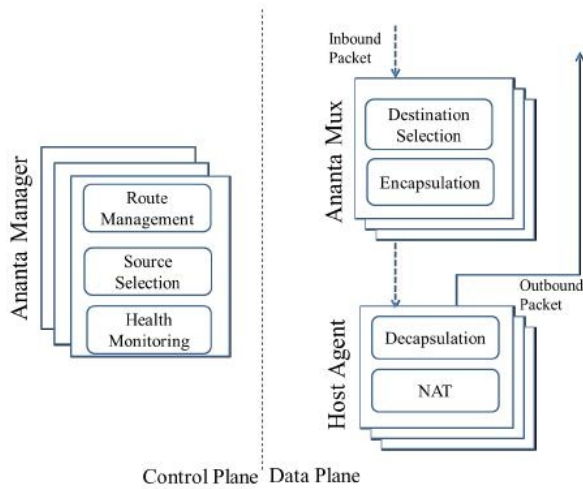 Ananta Manager
Route
Management
Source
Selection
Health
Monitoring
Control Plane
Inbound
Packet
Ananta Mux
Destination
Selection
Encapsulation
Outbound
Packet
Host Agent
Decapsulation
NAT
Data Plane